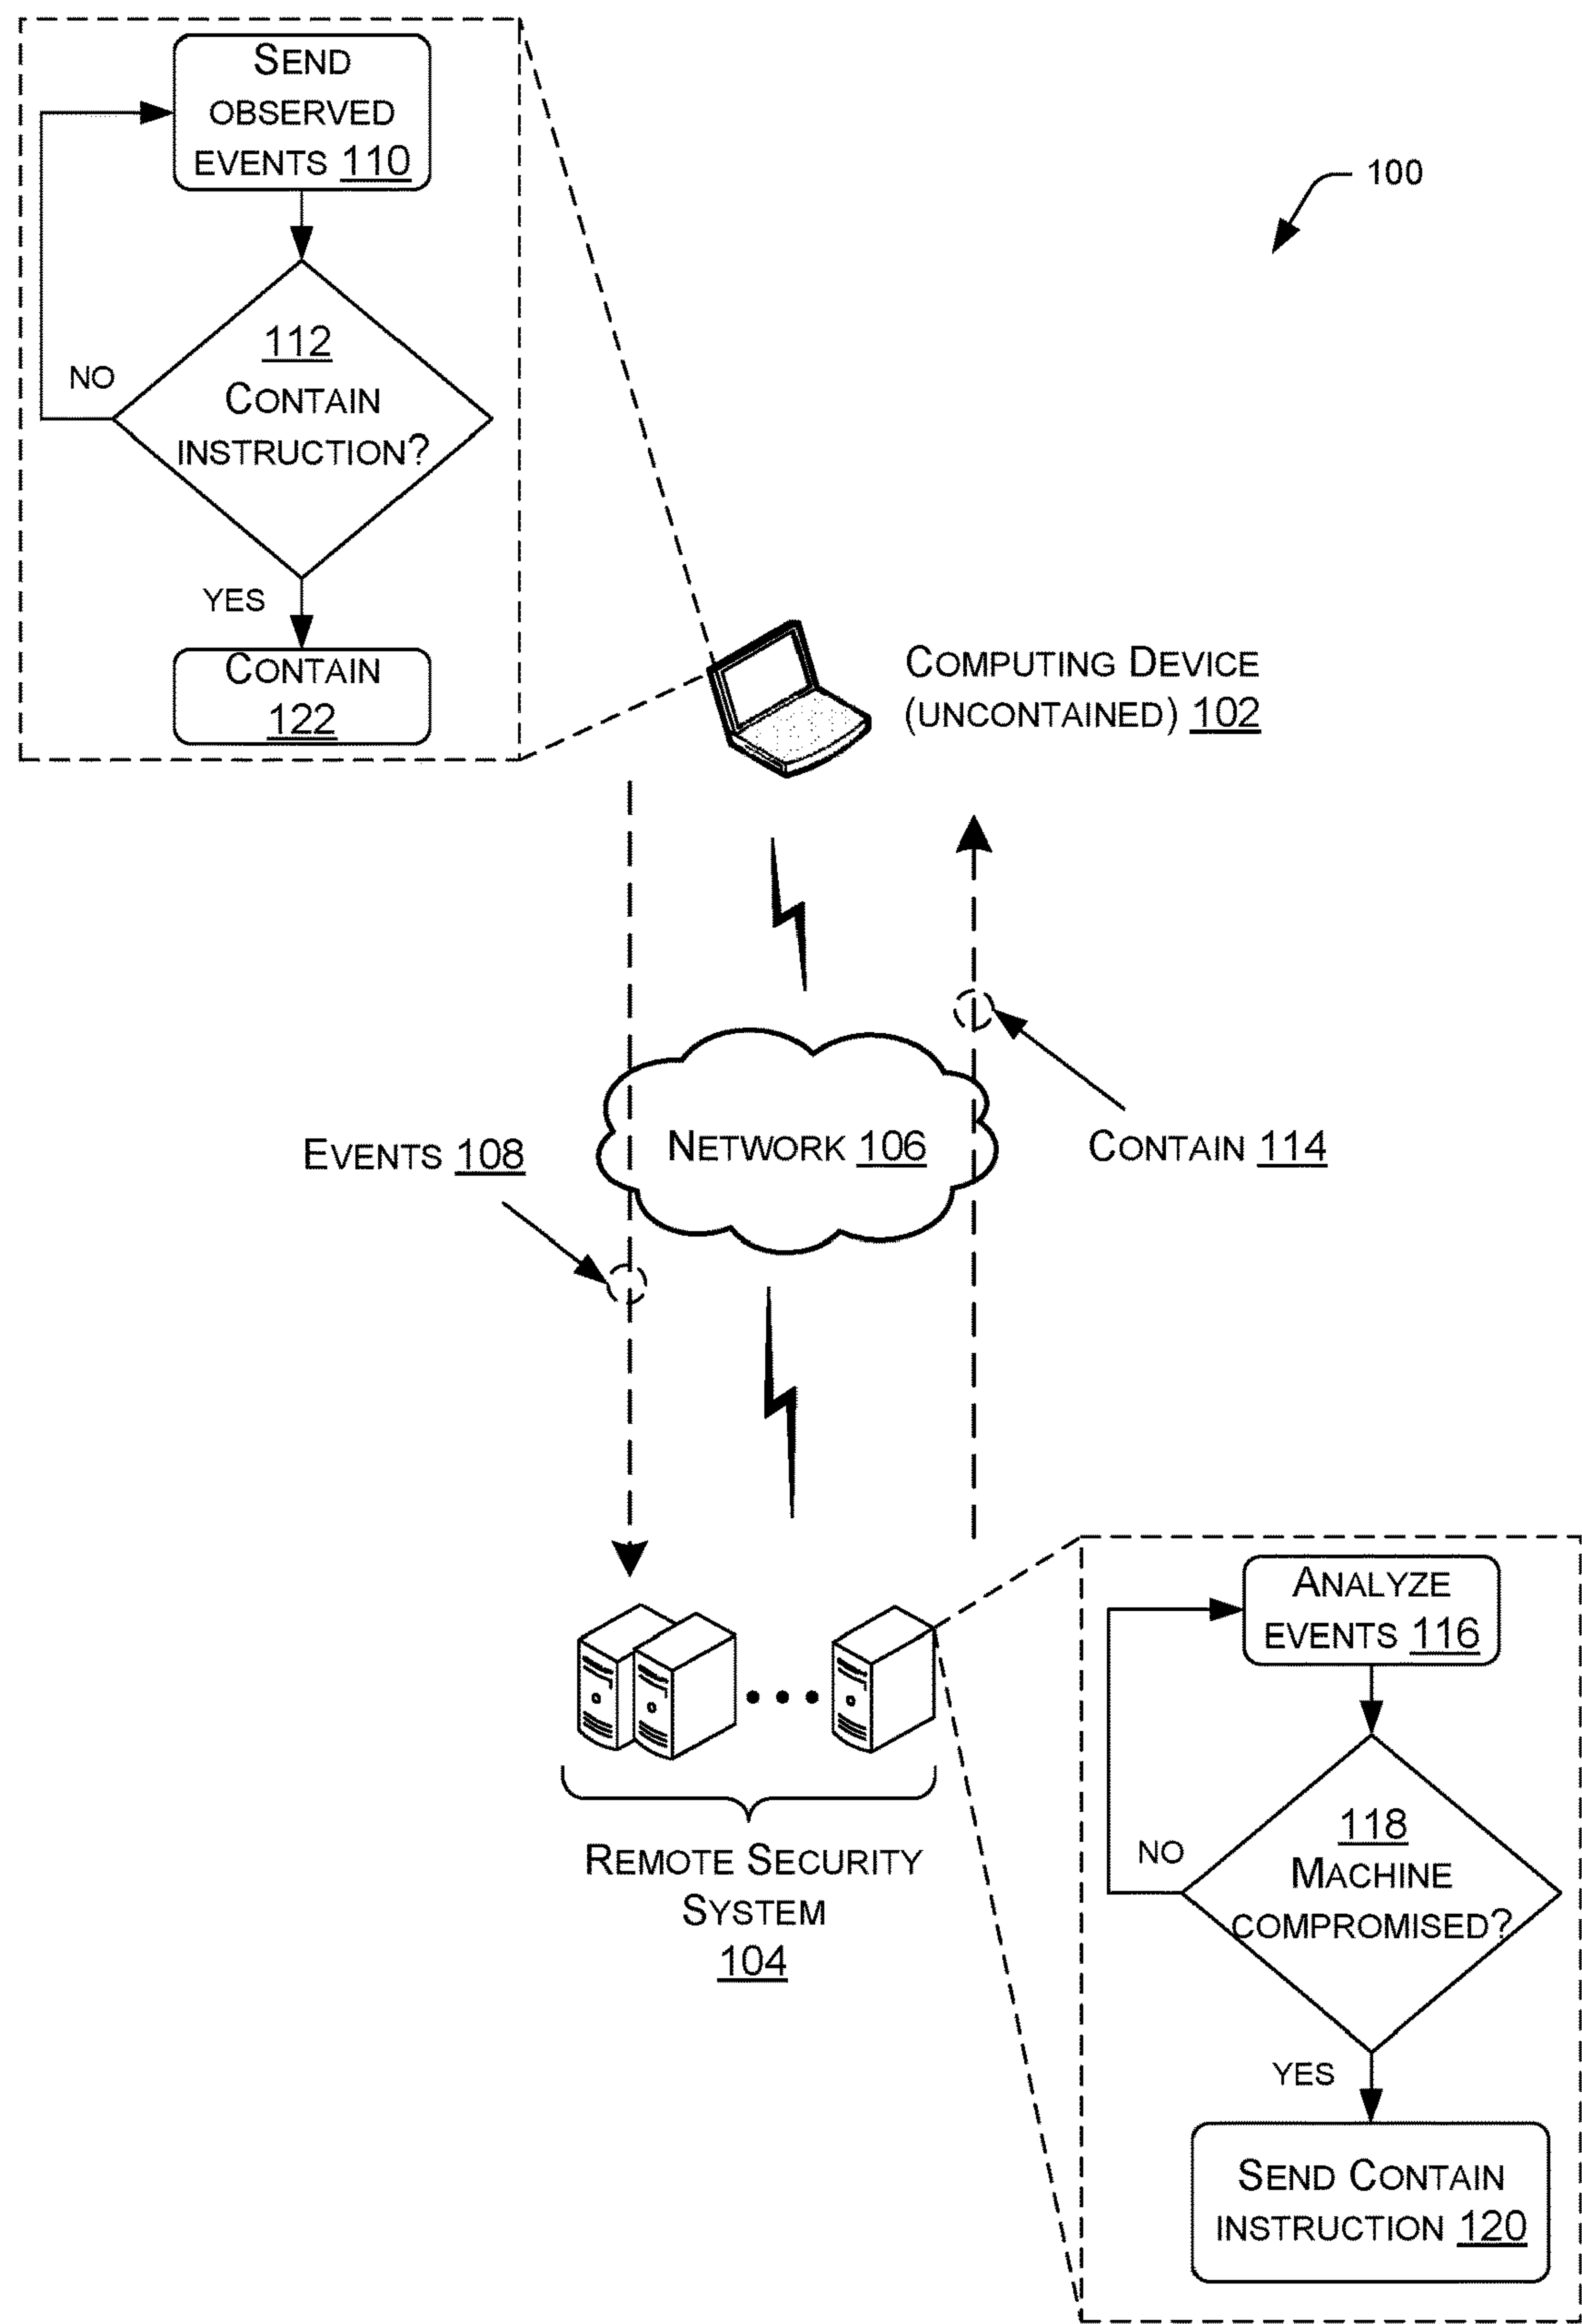 SEND
OBSERVED
EVENTS 110
100
112
CONTAIN
INSTRUCTION?
NO
YES
CONTAIN
122
COMPUTING DEVICE
(UNCONTAINED) 102
EVENTS 108
NETWORK 106
CONTAIN 114
REMOTE SECURITY
SYSTEM
104
ANALYZE
EVENTS 116
118
MACHINE
COMPROMISED?
NO
YES
SEND CONTAIN
INSTRUCTION 120